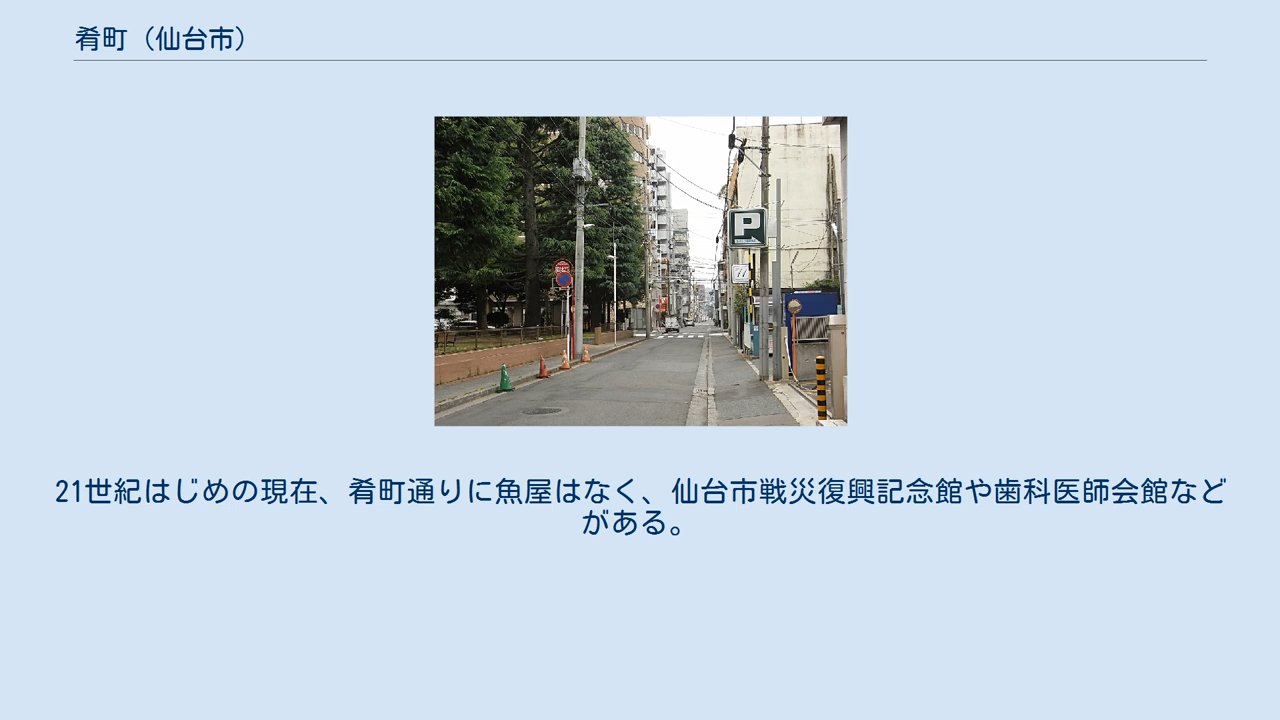 肴町（仙台市）
P
21世紀はじめの現在、肴町通りに魚屋はなく、仙台市戦災復興記念館や歯科医師会館など
がある。